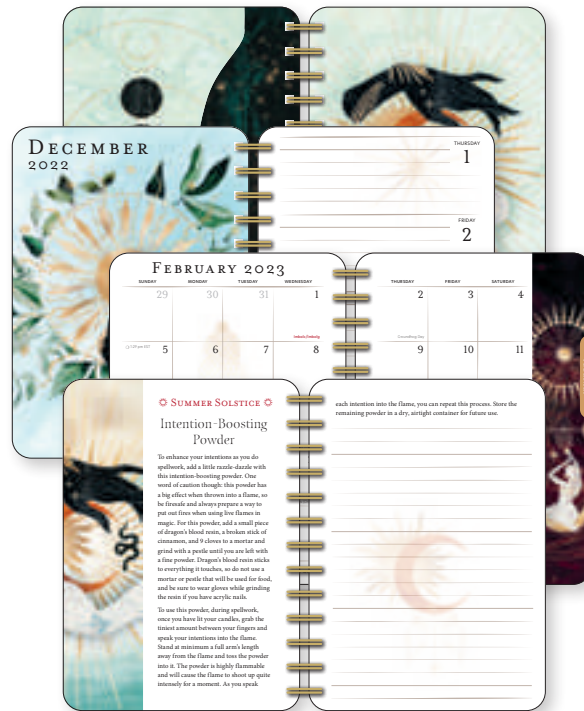 DECEMBER
2022
THURSDAY
1
FRIDAY
2
FEBRUARY 2023
SUNDAY MONDAY TUESDAY WEDNESDAY
29 30 31 1
Imbolc
5 6 7 8
THURSDAY FRIDAY SATURDAY
2 3 4
Groundhog Day
9 10 11
SUMMER SOLSTICE
Intention-Boosting
Powder
To enhance your intentions as you do
spellwork, add a little razzle-dazzle with
this intention-boosting powder. One
word of caution though: this powder has
a big effect when thrown into a flame, so
be firesafe and always prepare a way to
put out fires when using live flames in
magic. For this powder, add a small piece
of dragon's blood resin, a broken stick of
cinnamon, and 9 cloves to a mortar and
grind with a pestle until you are left with
a fine powder. Dragon's blood resin sticks
to everything it touches, so do not use a
mortar or pestle that will be used for food,
and be sure to wear gloves while grinding
the resin if you have acrylic nails.
To use this powder, during spellwork,
once you have lit your candles, grab the
tiniest amount between your fingers and
speak your intentions into the flame.
Stand at minimum a full arm's length
away from the flame and toss the powder
into it. The powder is highly flammable
and will cause the flame to shoot up quite
intensely for a moment. As you speak
each intention into the flame, you can repeat this process. Store the
remaining powder in a dry, airtight container for future use.